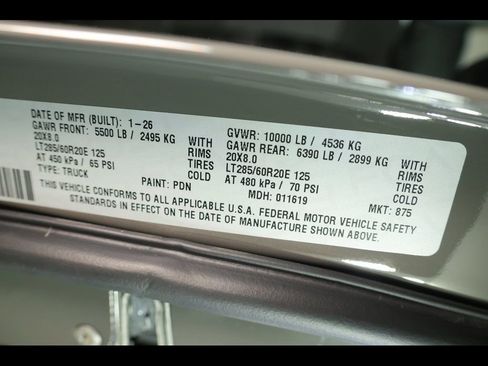 DATE OF MFR (BUILT): 1-26 GVWR: 10000 LB / 4536 KG
GAWR FRONT: 5500 LB / 2495 KG WITH GAWR REAR: 6390 LB / 2899 KG WITH
20X8.0 RIMS 20X8.0 RIMS
LT285/60R20E 125 TIRES LT285/60R20E 125 TIRES
AT 450 kPa / 65 PSI COLD AT 480 kPa / 70 PSI COLD
TYPE: TRUCK PAINT: PDN MDH: 011619 MKT: 875
THIS VEHICLE CONFORMS TO ALL APPLICABLE U.S.A. FEDERAL MOTOR VEHICLE SAFETY
STANDARDS IN EFFECT ON THE DATE OF MANUFACTURE SHOWN ABOVE.